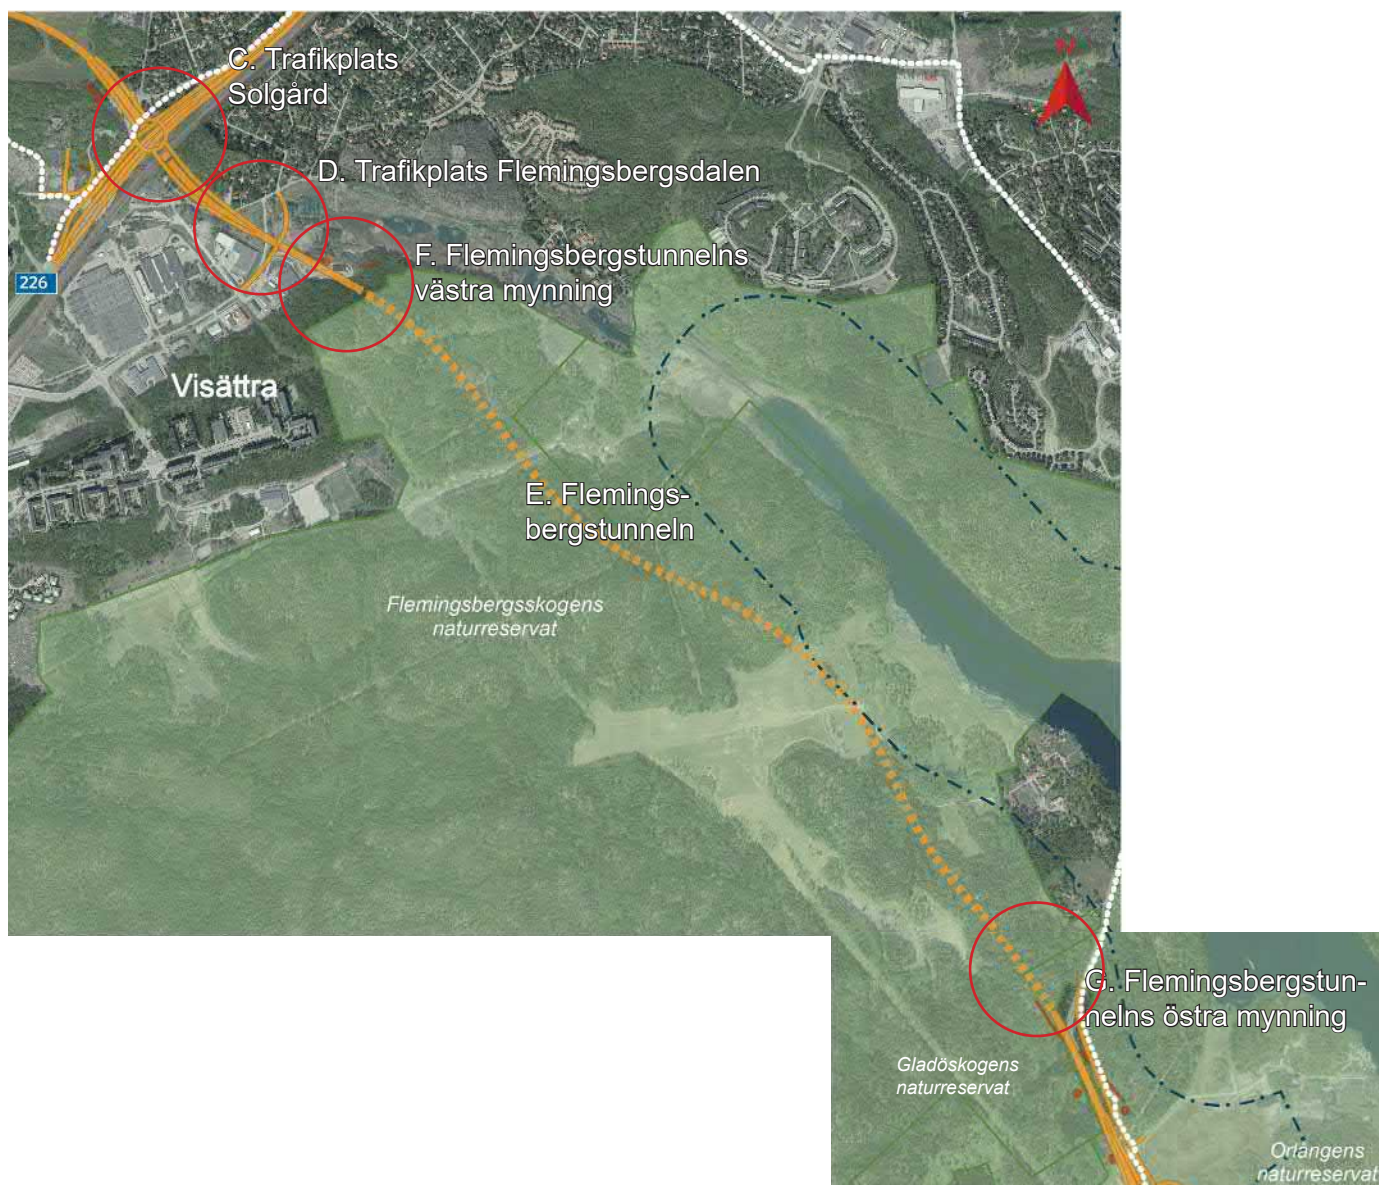 N
C. Trafikplats
Solgård
D. Trafikplats Flemingsbergsdalen
F. Flemingsbergstunnelns
västra mynning
226
Visättra
E. Flemings-
bergstunneln
Flemingsbergsskogens
naturreservat
G. Flemingsbergstun-
nelns östra mynning
Gladöskogens
naturreservat
Orlångens
naturreservat